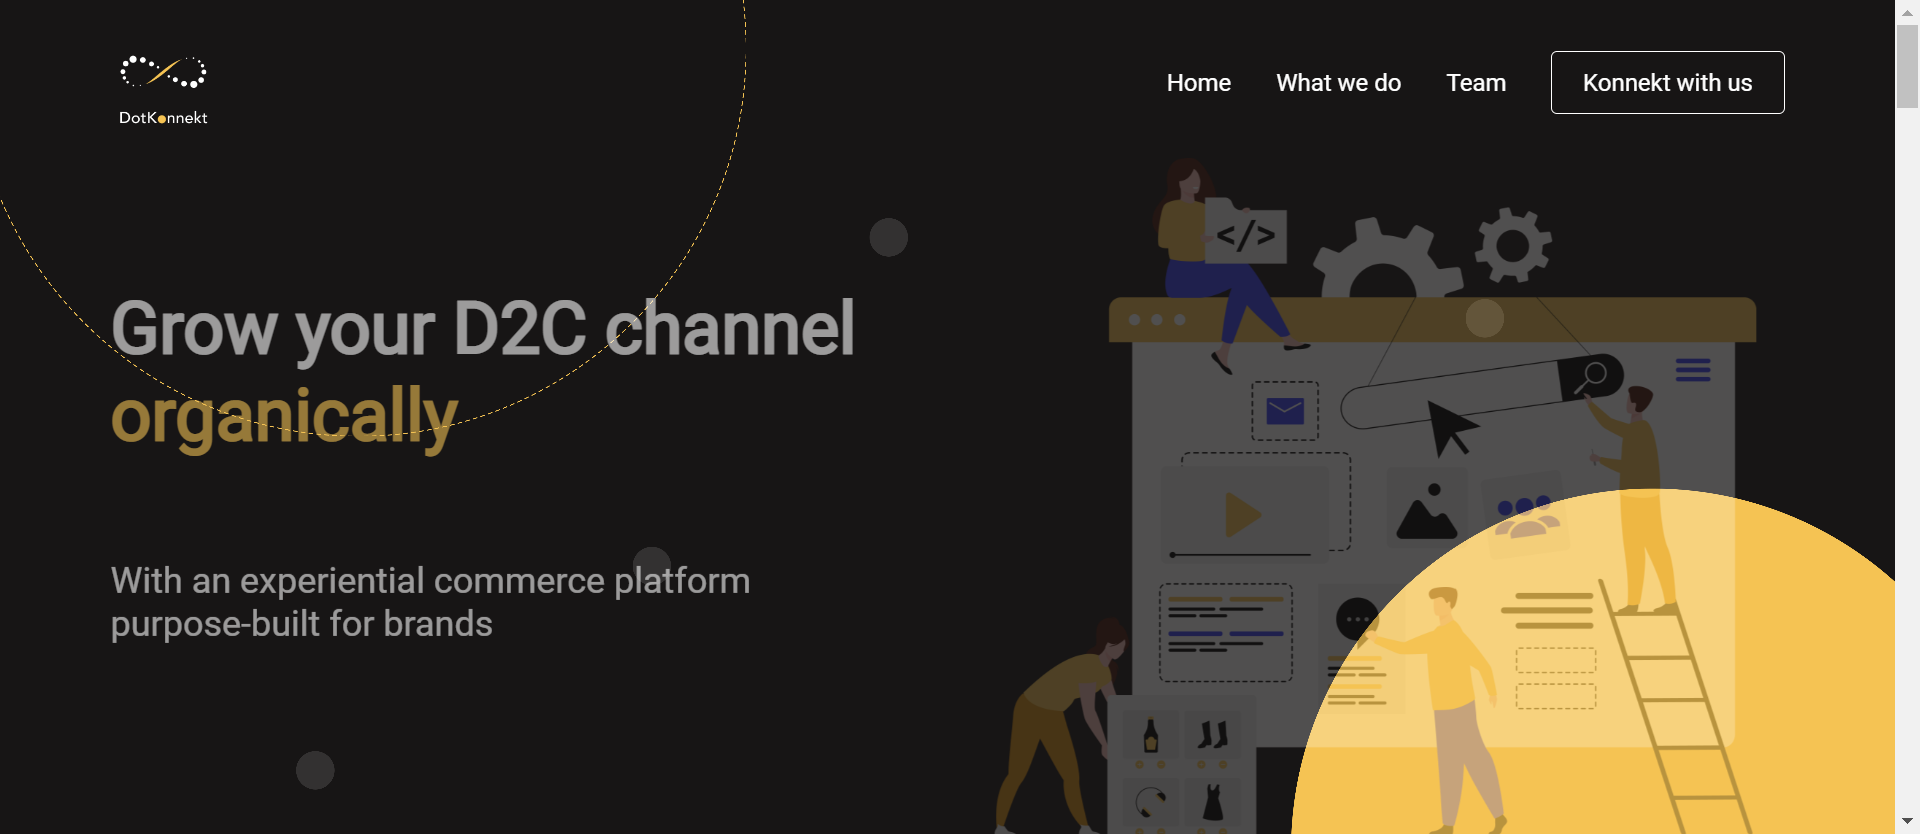 DotKonnekt
Home
What we do
Team
Konnekt with us
</>
Grow your D2C channel
organically
With an experiential commerce platform
purpose-built for brands